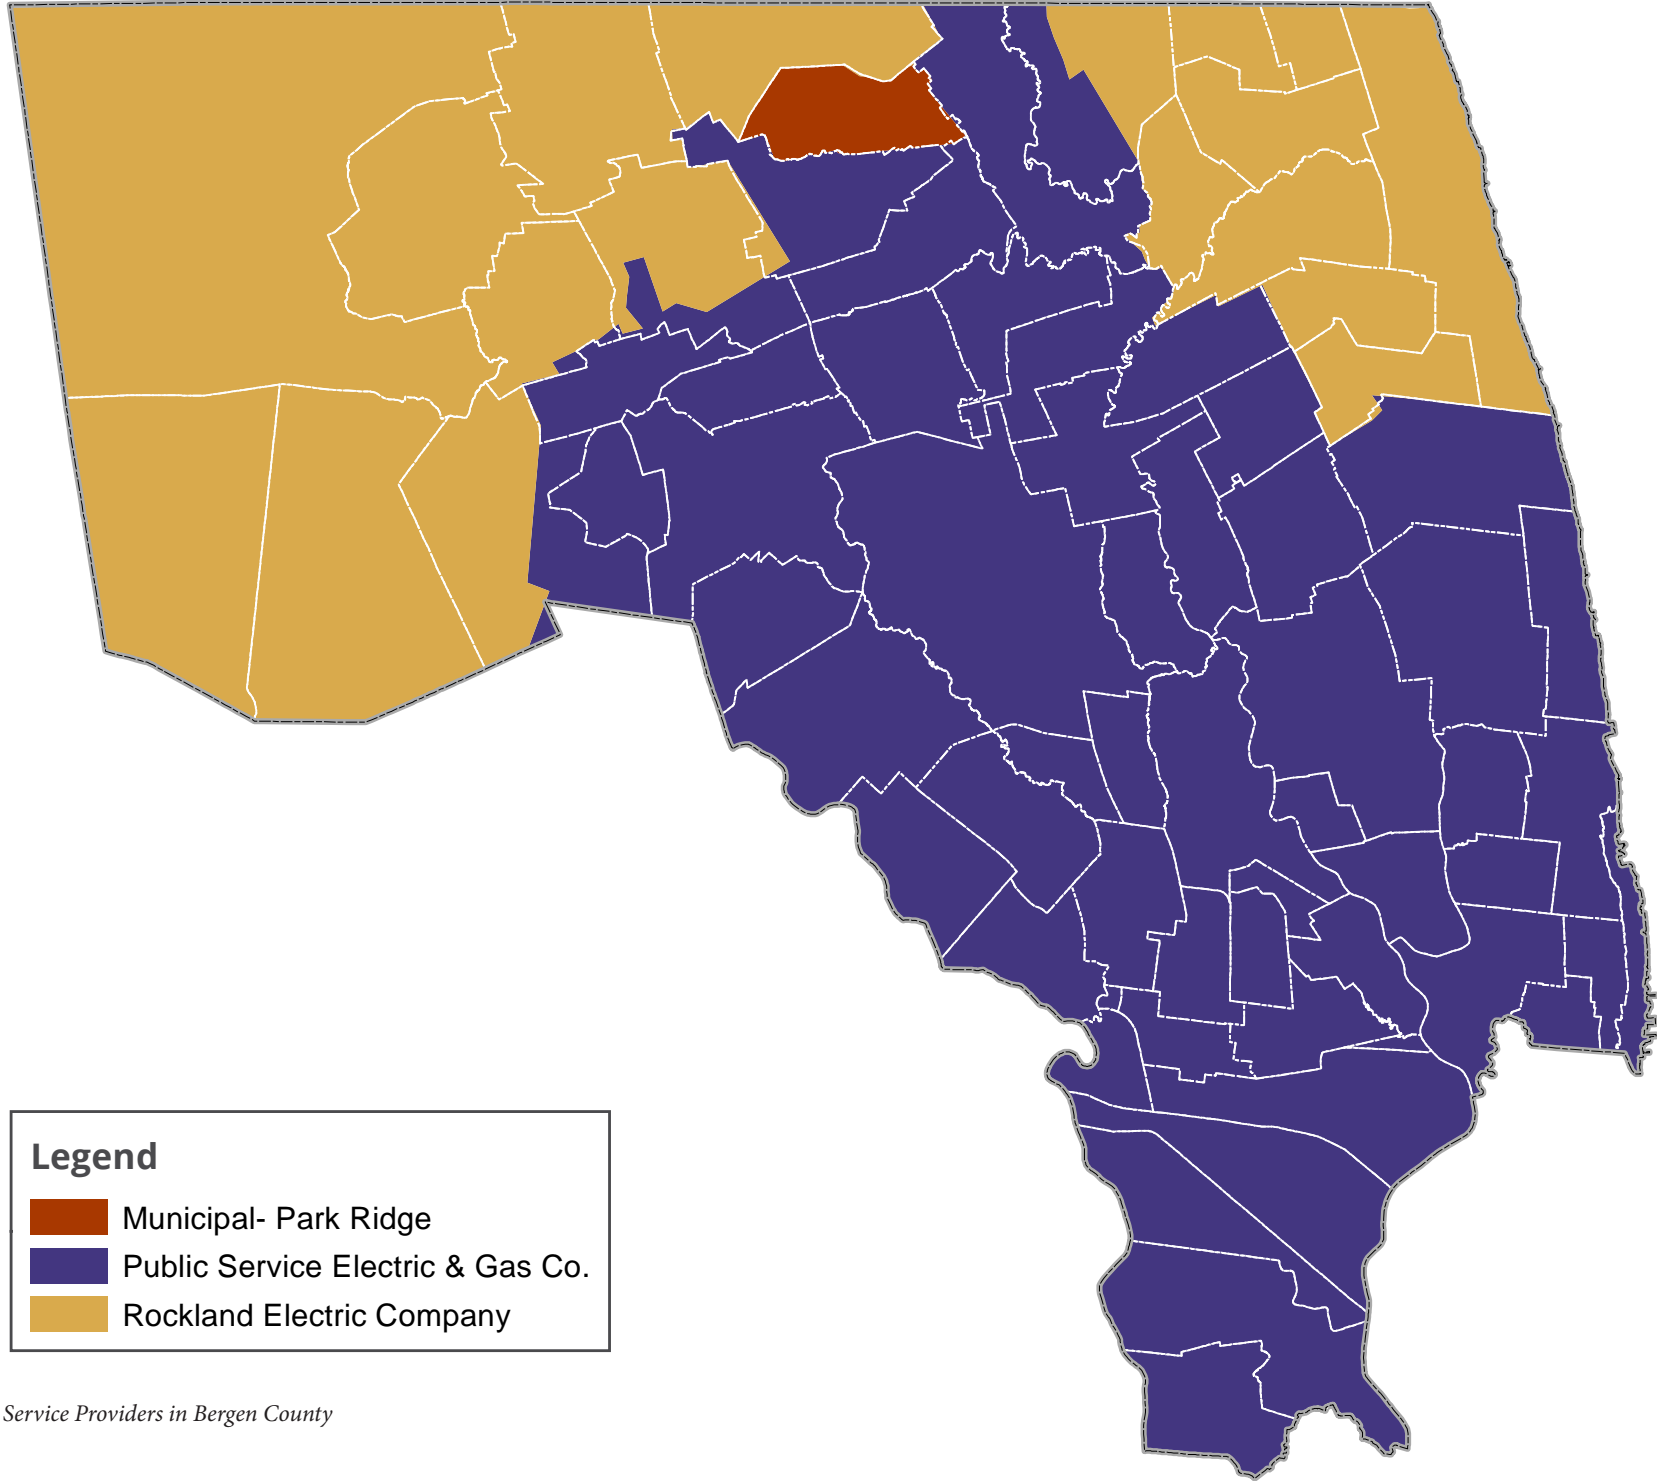 Legend
Municipal- Park Ridge
Public Service Electric & Gas Co.
Rockland Electric Company
Service Providers in Bergen County